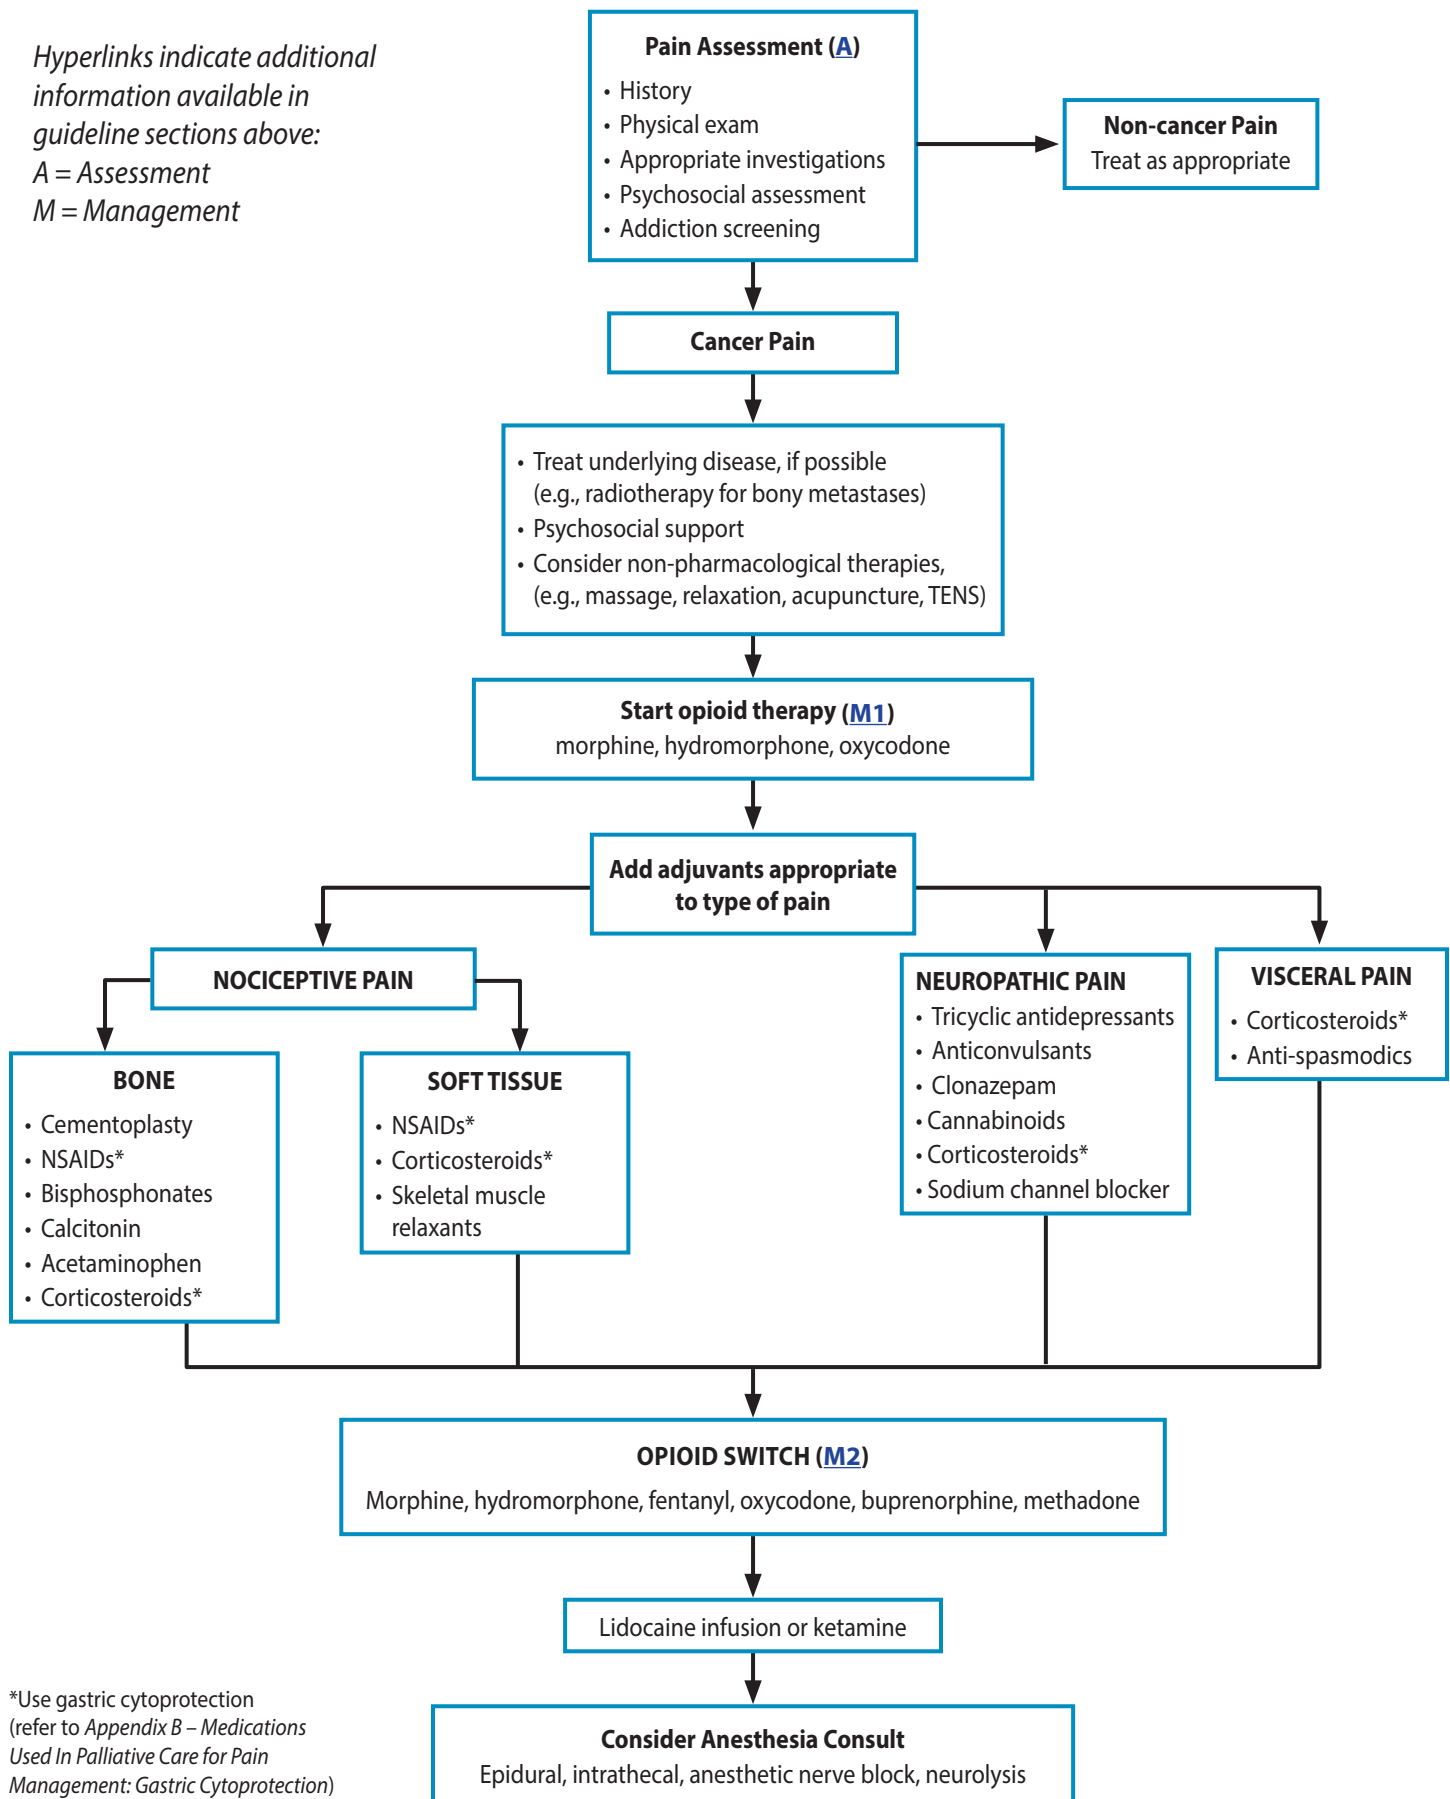 Hyperlinks indicate additional
information available in
guideline sections above:
A = Assessment
M = Management
Pain Assessment (A)
• History
• Physical exam
• Appropriate investigations
• Psychosocial assessment
• Addiction screening
Non-cancer Pain
Treat as appropriate
Cancer Pain
• Treat underlying disease, if possible
(e.g., radiotherapy for bony metastases)
• Psychosocial support
• Consider non-pharmacological therapies,
(e.g., massage, relaxation, acupuncture, TENS)
Start opioid therapy (M1)
morphine, hydromorphone, oxycodone
Add adjuvants appropriate
to type of pain
NOCICEPTIVE PAIN
BONE
• Cementoplasty
• NSAIDs*
• Bisphosphonates
• Calcitonin
• Acetaminophen
• Corticosteroids*
SOFT TISSUE
• NSAIDs*
• Corticosteroids*
• Skeletal muscle
relaxants
NEUROPATHIC PAIN
• Tricyclic antidepressants
• Anticonvulsants
• Clonazepam
• Cannabinoids
• Corticosteroids*
• Sodium channel blocker
VISCERAL PAIN
• Corticosteroids*
• Anti-spasmodics
OPIOID SWITCH (M2)
Morphine, hydromorphone, fentanyl, oxycodone, buprenorphine, methadone
Lidocaine infusion or ketamine
Consider Anesthesia Consult
Epidural, intrathecal, anesthetic nerve block, neurolysis
*Use gastric cytoprotection
(refer to Appendix B – Medications
Used In Palliative Care for Pain
Management: Gastric Cytoprotection)